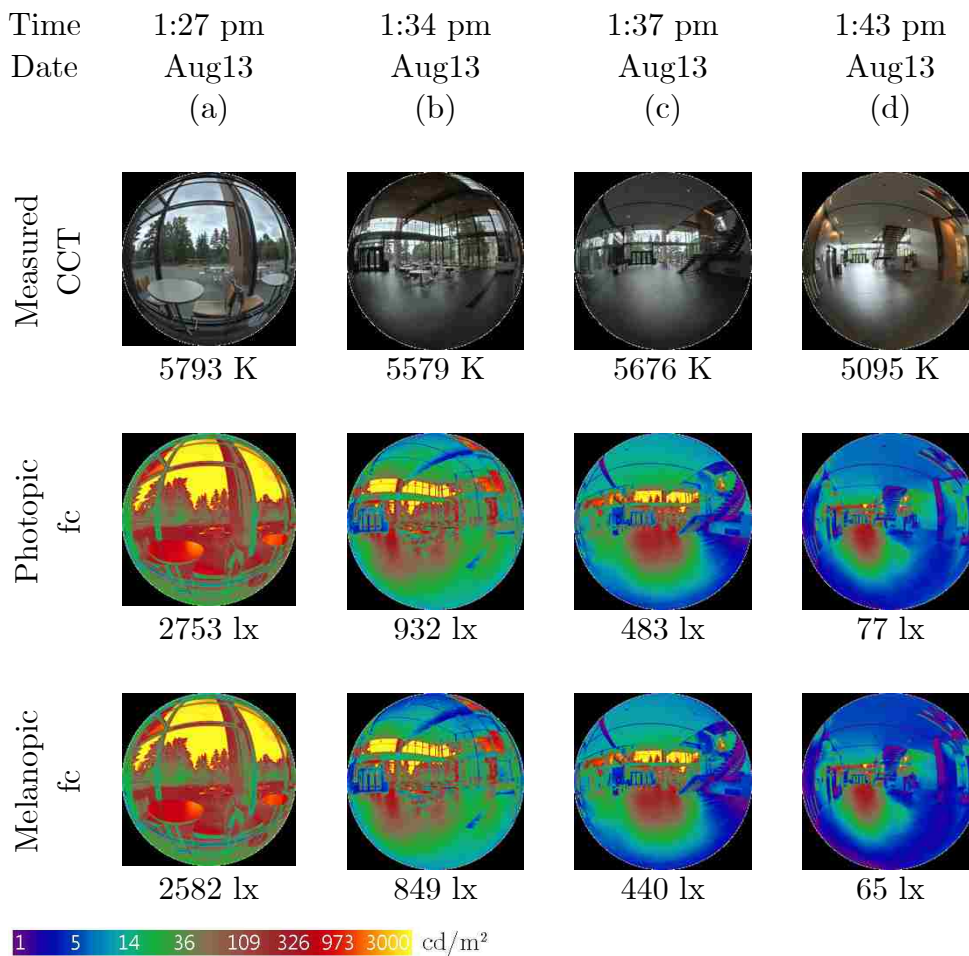 Time 1:27 pm 1:34 pm 1:37 pm 1:43 pm
Date Aug13 Aug13 Aug13 Aug13
(a) (b) (c) (d)
Measured
CCT
5793 K 5579 K 5676 K 5095 K
Photopic
fc
2753 lx 932 lx 483 lx 77 lx
Melanopic
fc
2582 lx 849 lx 440 lx 65 lx
1 5 14 36 109 326 973 3000 cd/m²